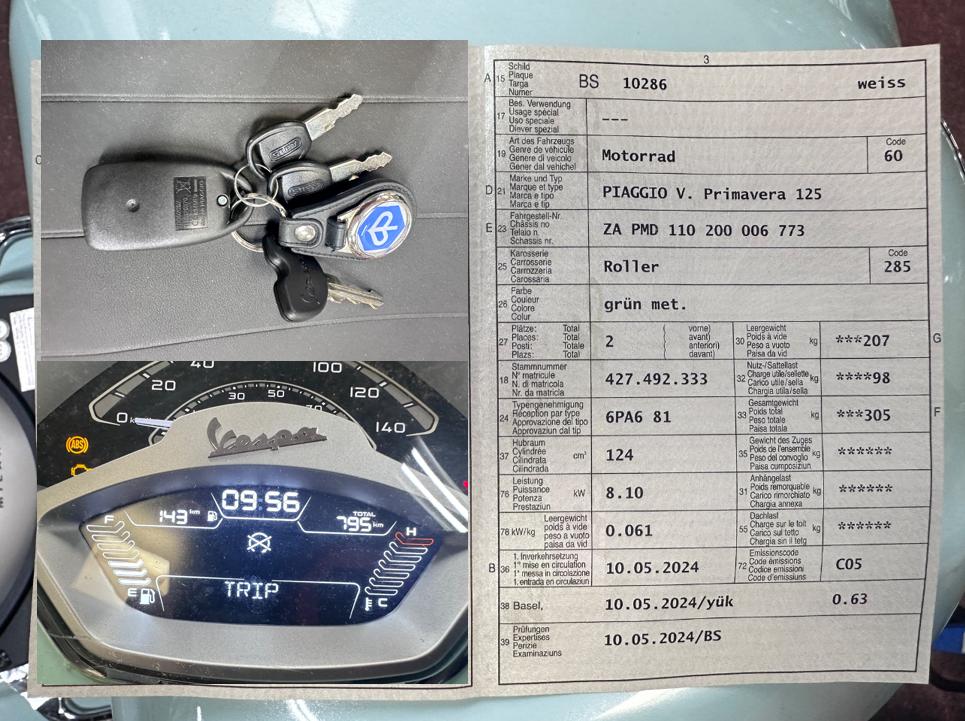 3
A 15 Schild
Plaque
Targa
Numer
BS 10286 weiss
17 Bes. Verwendung
Usage spécial
Uso speciale
Diever spezial
---
19 Art des Fahrzeugs
Genre de véhicule
Genere di veicolo
Gener dal vehichel
Motorrad
Code
60
D 21 Marke und Typ
Marque et type
Marca e tipo
Marca e tip
PIAGGIO V. Primavera 125
E 23 Fahrgestell-Nr.
Châssis no
Telaio n.
Schassis nr.
ZA PMD 110 200 006 773
25 Karosserie
Carrosserie
Carrozzeria
Carossaria
Roller
Code
285
26 Farbe
Couleur
Colore
Colur
grün met.
27 Plätze: Total
Places: Total
Posti: Totale
Plazs: Total
2
vorne)
avant)
anteriori)
davant)
30 Leergewicht
Poids à vide
Peso a vuoto
Paisa da vid
kg
***207
G
18 Stammnummer
N° matricule
N. di matricola
Nr. da matricla
427.492.333
32 Nutz-/Sattellast
Charge utile/sellette
Carico utile/sella
Chargia utila/sella
kg
****98
24 Typengenehmigung
Réception par type
Approvazione del tipo
Approvaziun dal tip
6PA6 81
33 Gesamtgewicht
Poids total
Peso totale
Paisa totala
kg
***305
F
37 Hubraum
Cylindrée
Cilindrata
Cilindrada
cm³
124
35 Gewicht des Zuges
Poids de l'ensemble
Peso del convoglio
Paisa cumposiziun
kg
******
76 Leistung
Puissance
Potenza
Prestaziun
kW
8.10
31 Anhängelast
Poids remorquable
Carico rimorchiato
Chargia annexa
kg
******
78 kW/kg Leergewicht
poids à vide
peso a vuoto
paisa da vid
0.061
55 Dachlast
Charge sur le toit
Carico sul tetto
Chargia sin il tetg
kg
******
B 36 1. Inverkehrsetzung
1re mise en circulation
1a messa in circolazione
1. entrada en circulaziun
10.05.2024
72 Emissionscode
Code émissions
Codice emissioni
Code d'emissiuns
C05
38 Basel,
10.05.2024/yük 0.63
39 Prüfungen
Expertises
Perizie
Examinaziuns
10.05.2024/BS
20 40 100 120 140
0 30 50
ABS
Vespa
09:56
F 143 km
TOTAL
795 km
H
TRIP
E
C